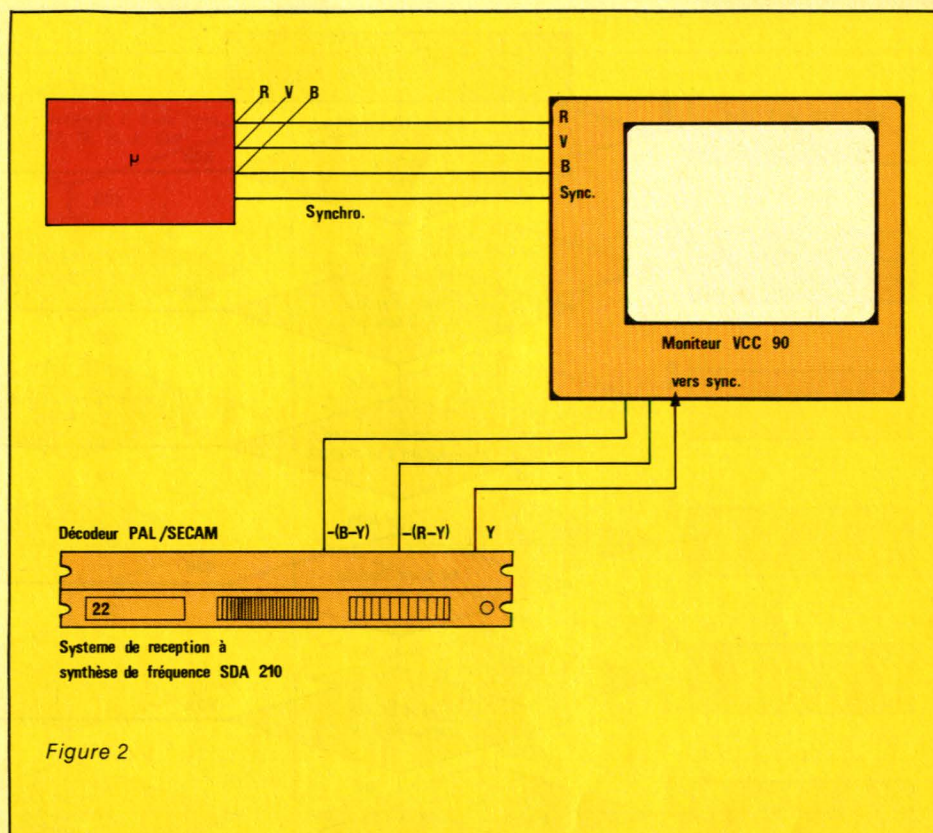 R V B
µ
R
V
B
Sync.
Synchro.
Moniteur VCC 90
vers sync.
Décodeur PAL/SECAM
-(B-Y)
-(R-Y)
Y
22
Systeme de reception à
synthèse de fréquence SDA 210
Figure 2